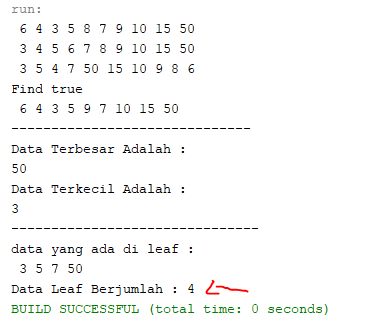 run:
6 4 3 5 8 7 9 10 15 50
3 4 5 6 7 8 9 10 15 50
3 5 4 7 50 15 10 9 8 6
Find true
6 4 3 5 9 7 10 15 50
------------------------------
Data Terbesar Adalah :
50
Data Terkecil Adalah :
3
-------------------------------
data yang ada di leaf :
3 5 7 50
Data Leaf Berjumlah : 4
BUILD SUCCESSFUL (total time: 0 seconds)